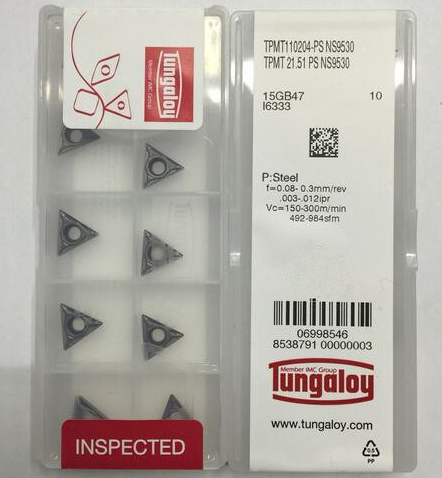 Tungaloy
Member IMC Group
INSPECTED
TPMT110204-PS NS9530
TPMT 21.51 PS NS9530
15GB47 10
I6333
P:Steel
f=0.08- 0.3mm/rev
.003-.012ipr
Vc=150-300m/min
492-984sfm
06998546
8538791 00000003
Member IMC Group
Tungaloy
www.tungaloy.com
PP